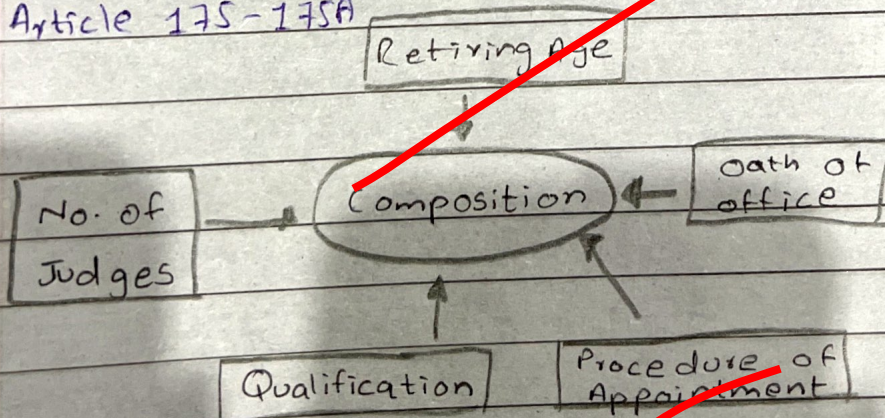 Article 175-175A
Retiring Age
Composition
Oath of
office
No. of
Judges
Qualification
Procedure of
Appointment